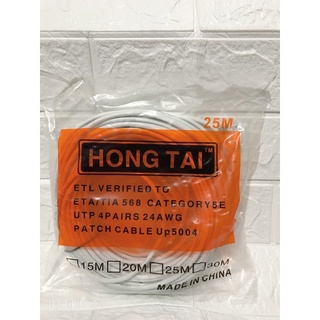 25M
HONG TAI™
ETL VERIFIED TO
ETA/TIA 568 CATEGORY5E
UTP 4PAIRS 24AWG
PATCH CABLE Up5004
15M 20M 25M 30M
MADE IN CHINA